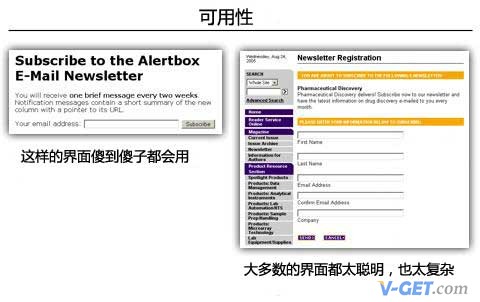 可用性
Subscribe to the Alertbox
E-Mail Newsletter
You will receive one brief message every two weeks
Notification messages contain a short summary of the new
column with a pointer to its URL.
Your email address:
Subscribe
这样的界面傻到傻子都会用
Wednesday, Aug 24,
2005
SEARCH
Whole Site
Advanced Search
Home
Reader Service
Online
Magazine
Current Issue
Issue Archive
Newsletter
Information for
Authors
Product Resource
Section
Spotlight Products
Products: Data
Management
Products: Analytical
Instruments
Products: Lab
Automation/HTS
Products: Sample
Prep/Handling
Products:
Microarray
Technology
Lab
Equipment/Supplies
Newsletter Registration
YOU ARE ABOUT TO SUBSCRIBE TO THE FOLLOWING E-NEWSLETTER
Pharmaceutical Discovery
Pharmaceutical Discovery delivers! Subscribe now to our newsletter and
have the latest information on drug discovery e-mailed to you every
month.
PLEASE ENTER YOUR INFORMATION BELOW TO SUBSCRIBE:
First Name
Last Name
Email Address
Confirm Email Address
Company
SEND
CANCEL
大多数的界面都太聪明，也太复杂
V-GET.com